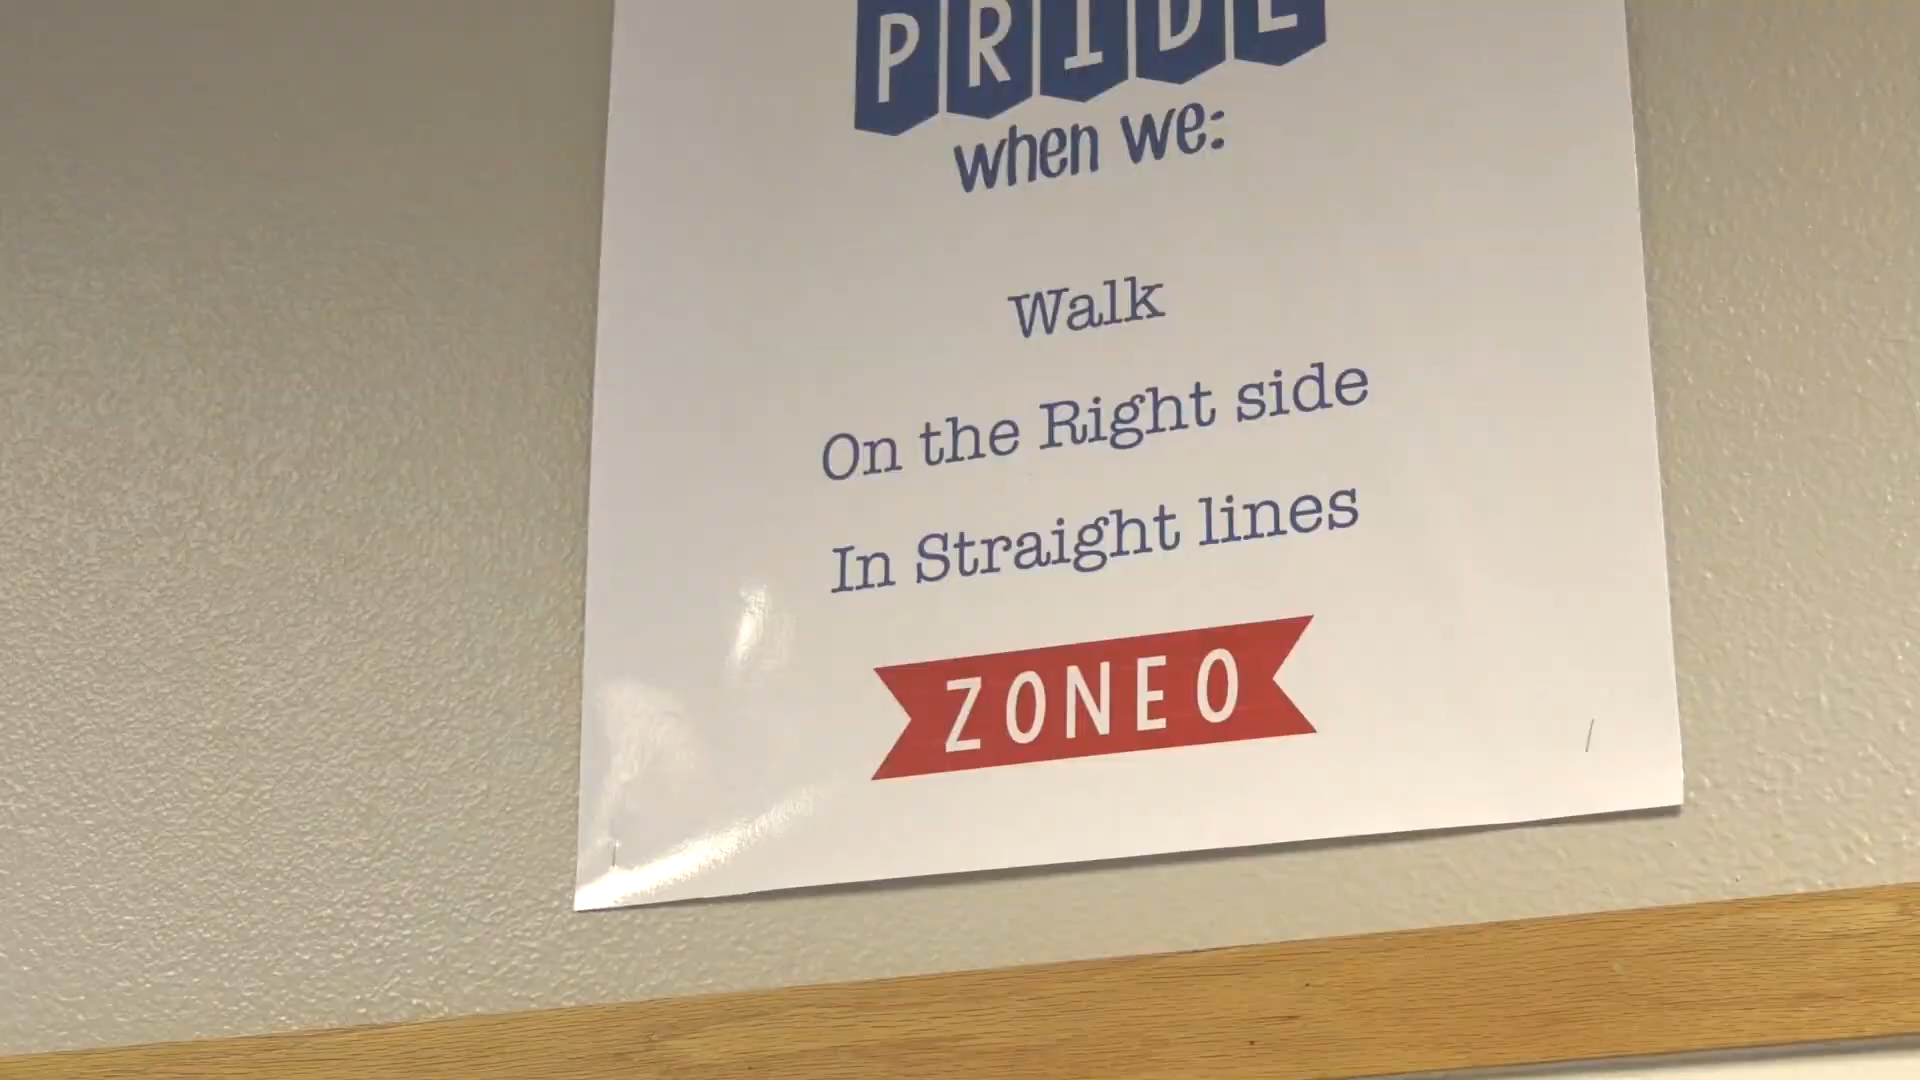 PRIDE
when we:
Walk
On the Right side
In Straight lines
ZONE 0